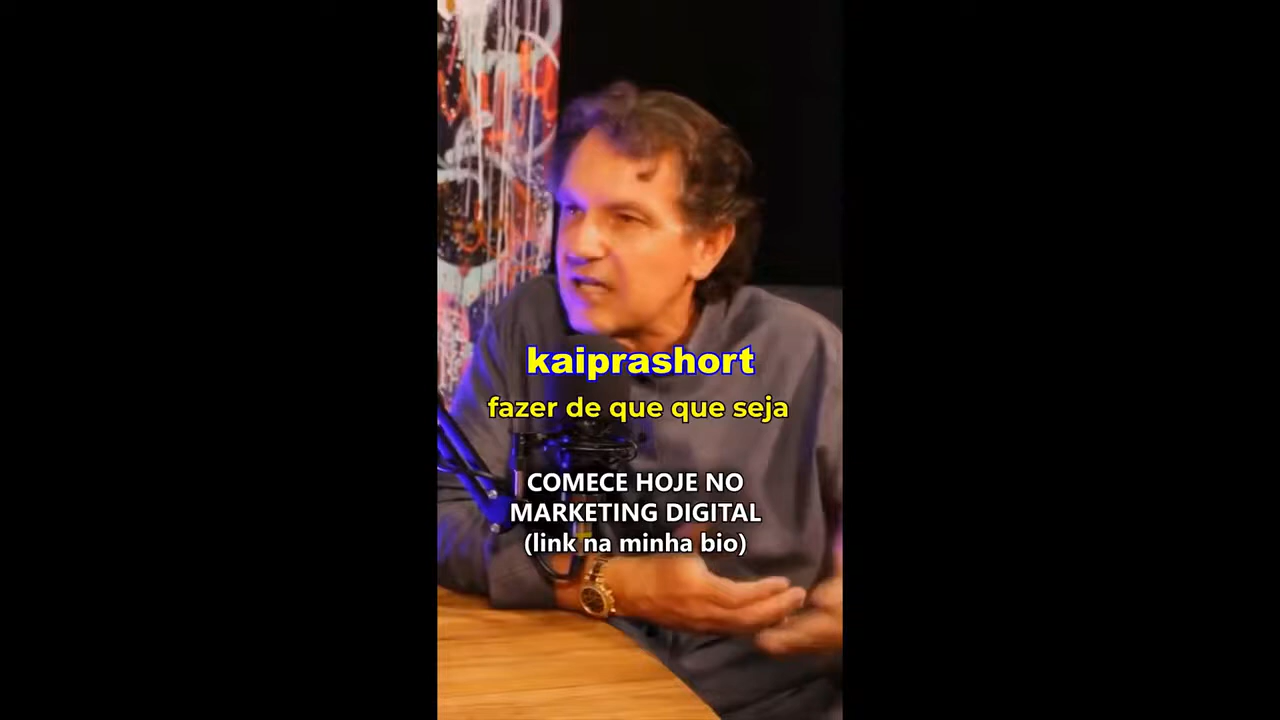 kaiprashort
fazer de que que seja
COMECE HOJE NO
MARKETING DIGITAL
(link na minha bio)